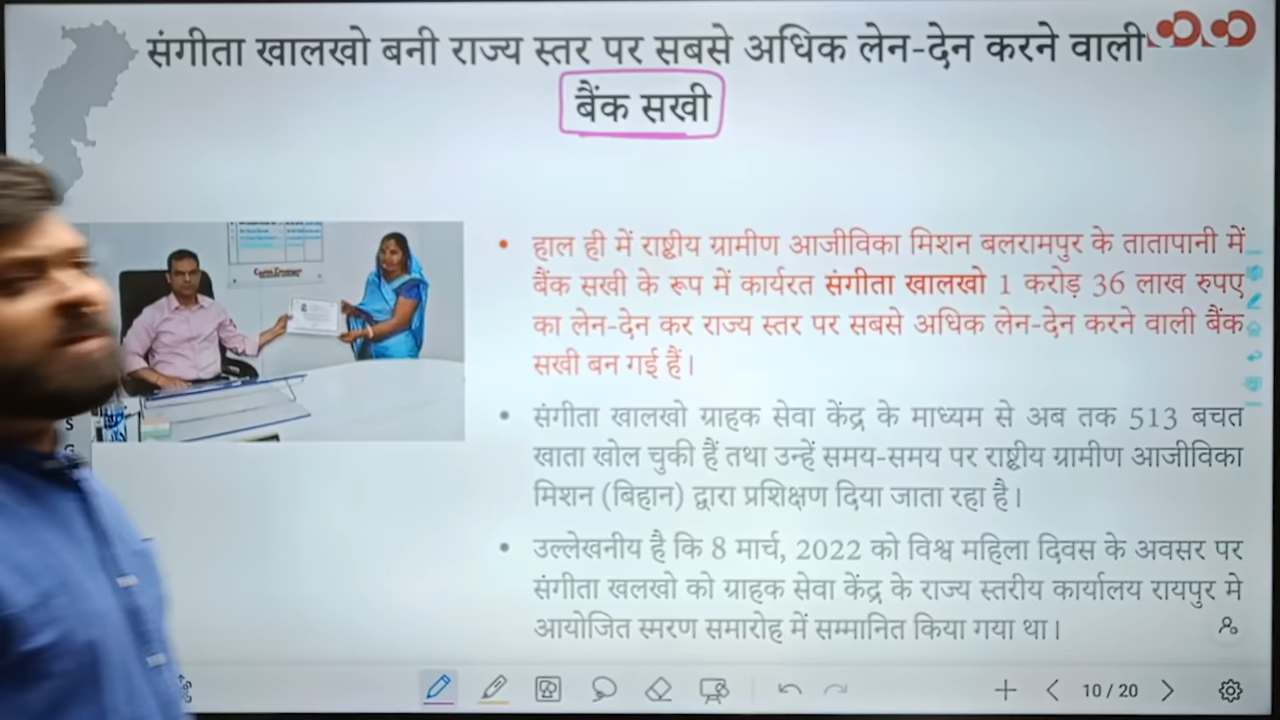 संगीता खालखो बनी राज्य स्तर पर सबसे अधिक लेन-देन करने वाली
बैंक सखी
• हाल ही में राष्ट्रीय ग्रामीण आजीविका मिशन बलरामपुर के तातापानी में
बैंक सखी के रूप में कार्यरत संगीता खालखो 1 करोड़ 36 लाख रुपए
का लेन-देन कर राज्य स्तर पर सबसे अधिक लेन-देन करने वाली बैंक
सखी बन गई हैं।
• संगीता खालखो ग्राहक सेवा केंद्र के माध्यम से अब तक 513 बचत
खाता खोल चुकी हैं तथा उन्हें समय-समय पर राष्ट्रीय ग्रामीण आजीविका
मिशन (बिहान) द्वारा प्रशिक्षण दिया जाता रहा है।
• उल्लेखनीय है कि 8 मार्च, 2022 को विश्व महिला दिवस के अवसर पर
संगीता खलखो को ग्राहक सेवा केंद्र के राज्य स्तरीय कार्यालय रायपुर मे
आयोजित स्मरण समारोह में सम्मानित किया गया था।
S
G
10 / 20